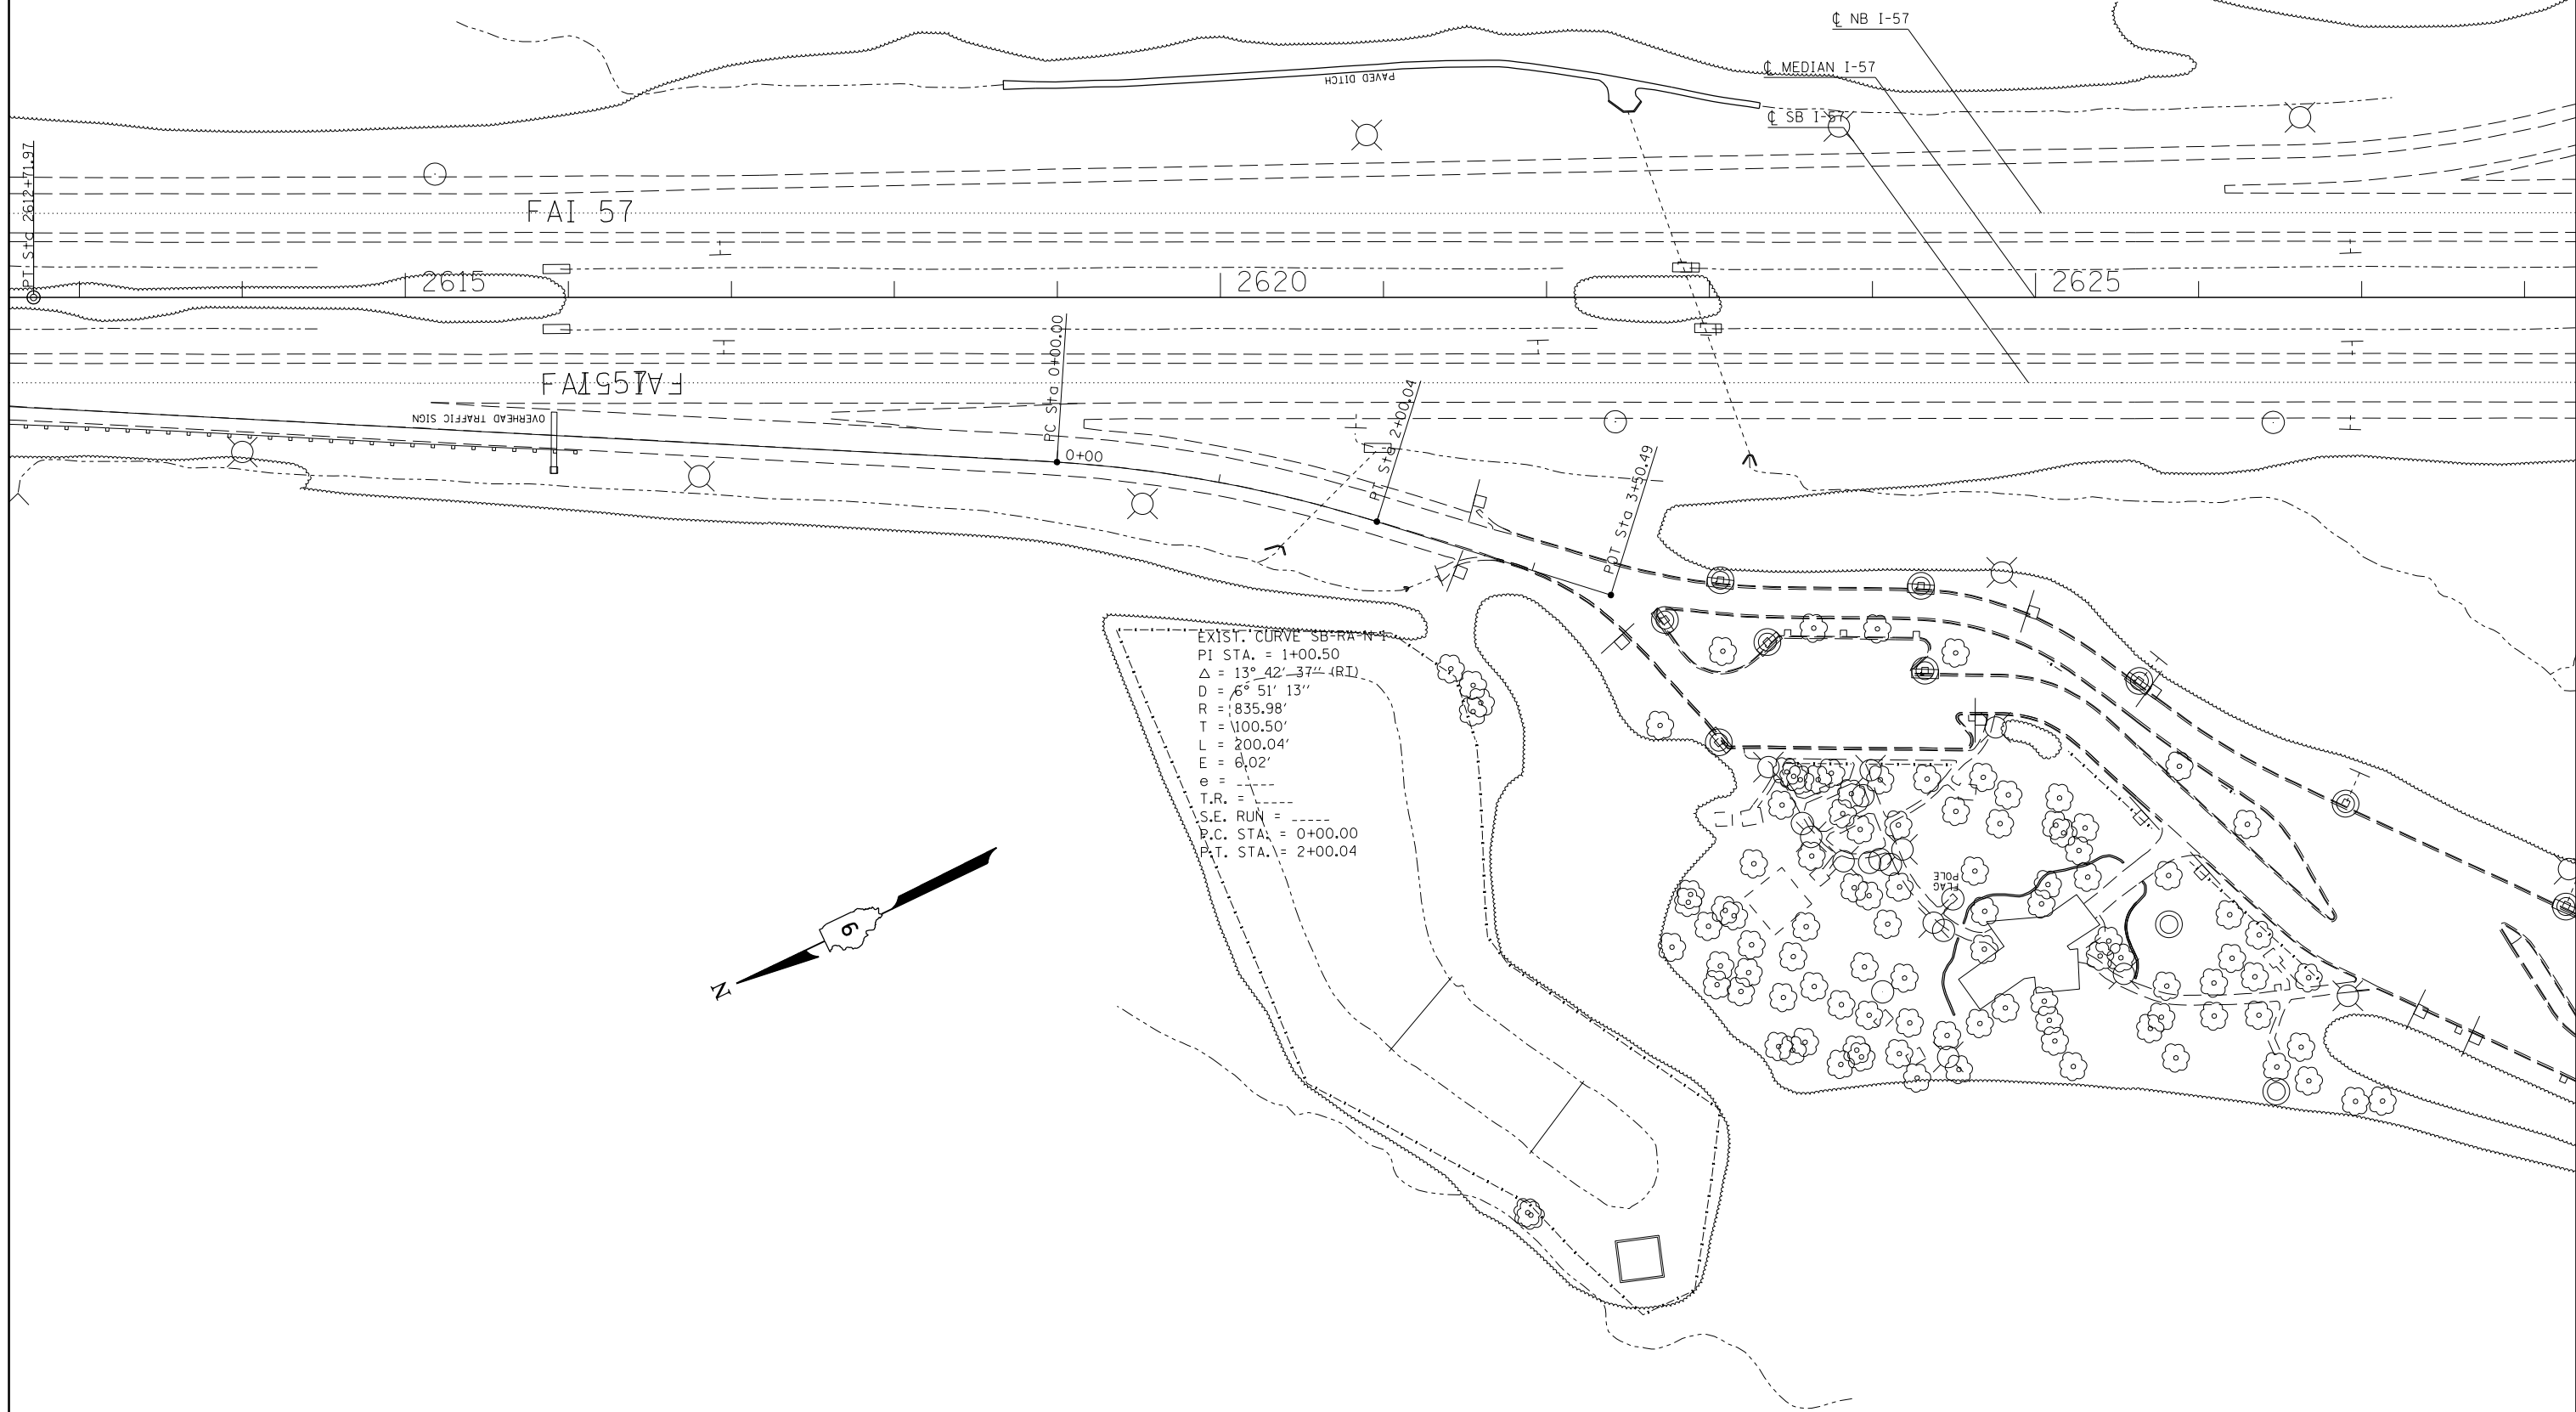 ℄ NB I-57
℄ MEDIAN I-57
PAVED DITCH
℄ SB I-57
PT Sta 2612+71.97
FAI 57
2615
2620
2625
FAI 57
FAI 57
OVERHEAD TRAFFIC SIGN
PC Sta 0+00.00
0+00
PT Sta 2+00.04
POT Sta 3+50.49
EXIST. CURVE SB-RA-N-1
PI STA. = 1+00.50
Δ = 13° 42' 37'' (RT)
D = 6° 51' 13''
R = 835.98'
T = 100.50'
L = 200.04'
E = 6.02'
e = _____
T.R. = _____
S.E. RUN = _____
P.C. STA. = 0+00.00
P.T. STA. = 2+00.04
FLAG
POLE
9
N